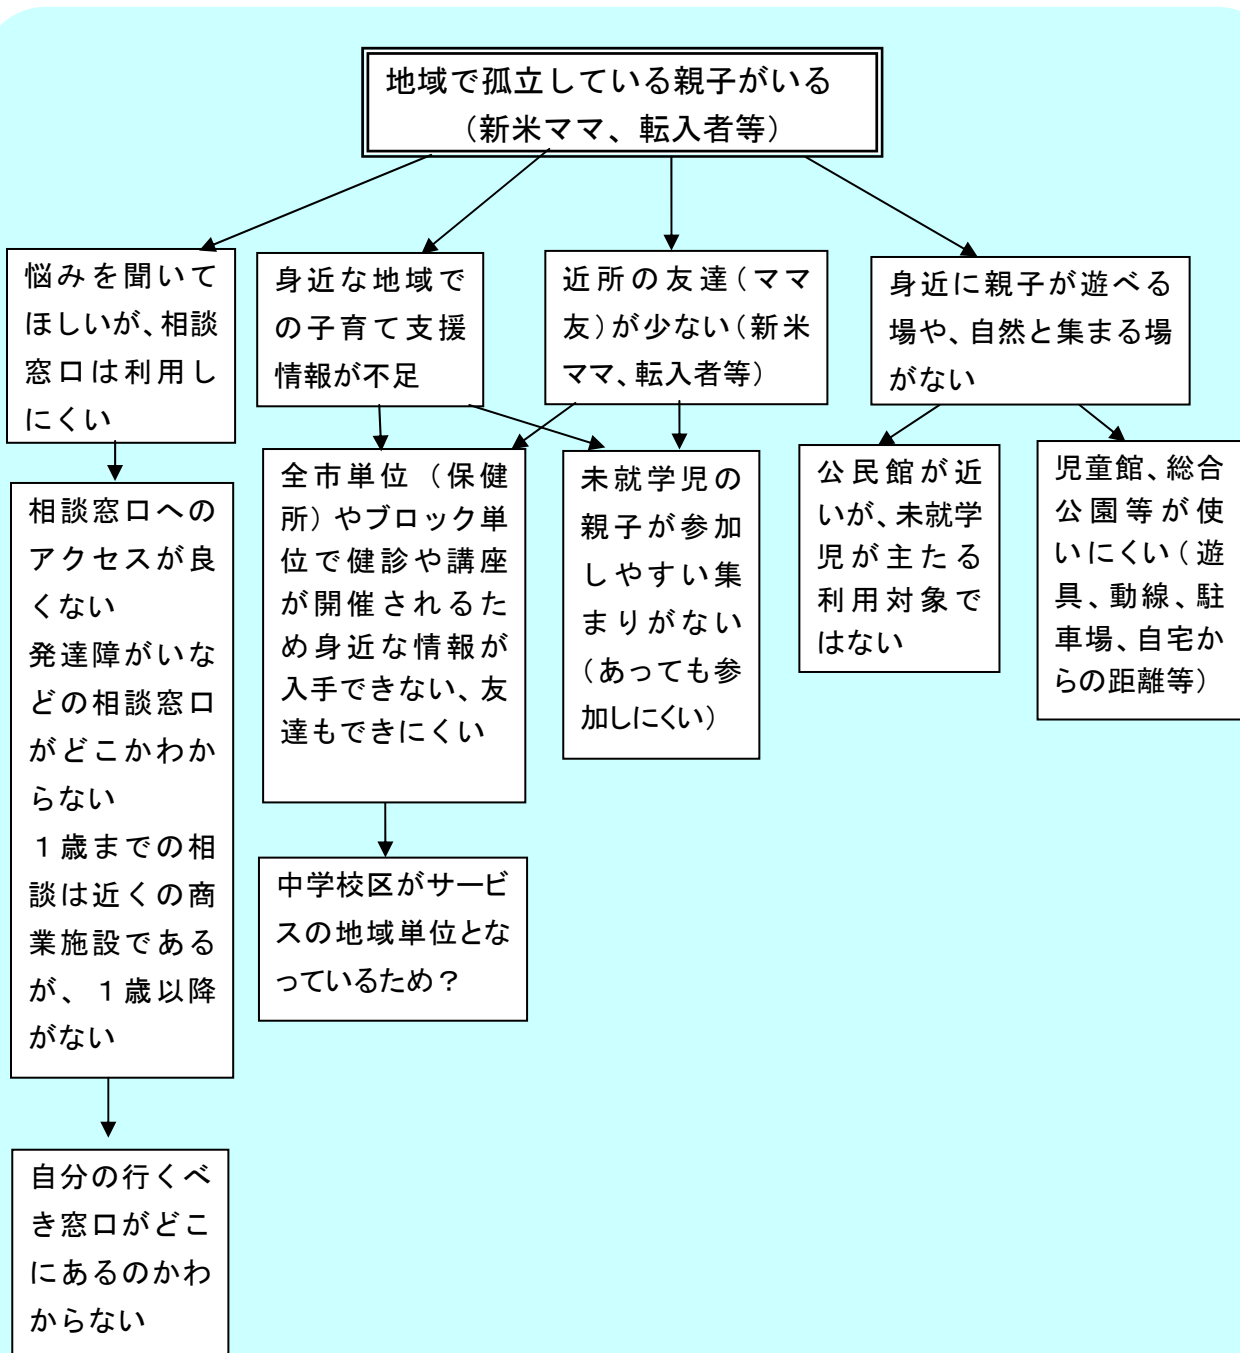 地域で孤立している親子がいる
（新米ママ、転入者等）
悩みを聞いて
ほしいが、相談
窓口は利用し
にくい
身近な地域で
の子育て支援
情報が不足
近所の友達（ママ
友）が少ない（新米
ママ、転入者等）
身近に親子が遊べる
場や、自然と集まる場
がない
相談窓口への
アクセスが良
くない
発達障がいな
どの相談窓口
がどこかわか
らない
１歳までの相
談は近くの商
業施設である
が、１歳以降
がない
全市単位（保健
所）やブロック単
位で健診や講座
が開催されるた
め身近な情報が
入手できない、友
達もできにくい
未就学児の
親子が参加
しやすい集
まりがない
（あっても参
加しにくい）
公民館が近
いが、未就学
児が主たる
利用対象で
はない
児童館、総合
公園等が使
いにくい（遊
具、動線、駐
車場、自宅か
らの距離等）
中学校区がサービ
スの地域単位とな
っているため？
自分の行くべ
き窓口がどこ
にあるのかわ
からない